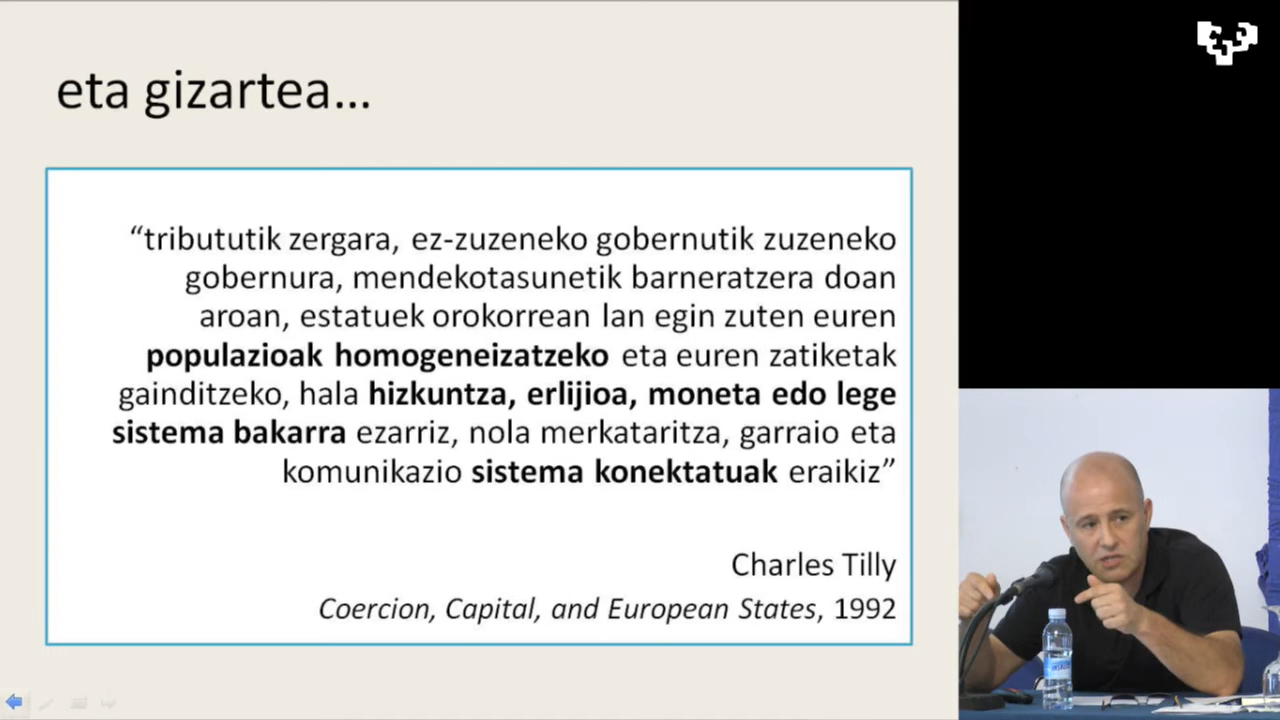 eta gizartea...
“tribututik zergara, ez-zuzeneko gobernutik zuzeneko
gobernura, mendekotasunetik barneratzera doan
aroan, estatuek orokorrean lan egin zuten euren
populazioak homogeneizatzeko eta euren zatiketak
gainditzeko, hala hizkuntza, erlijioa, moneta edo lege
sistema bakarra ezarriz, nola merkataritza, garraio eta
komunikazio sistema konektatuak eraikiz”
Charles Tilly
Coercion, Capital, and European States, 1992